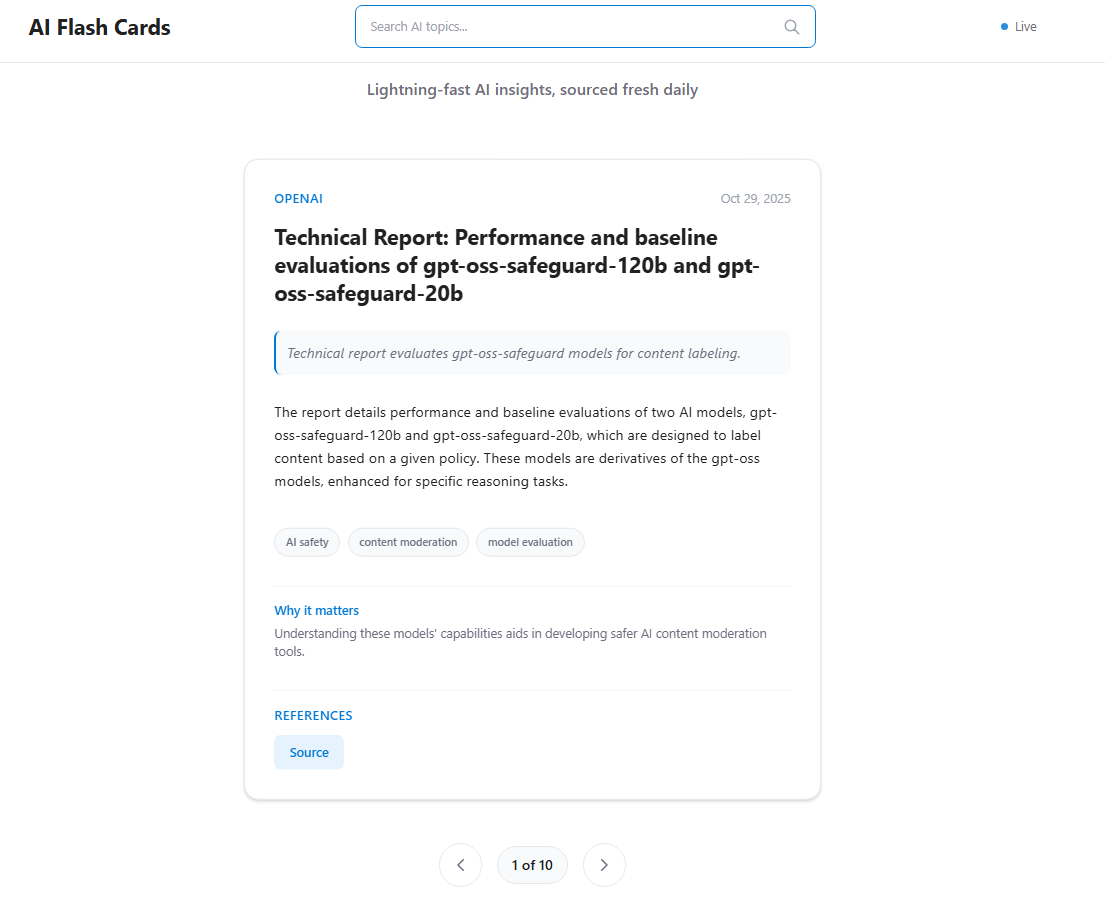 AI Flash Cards
Search AI topics...
Live
Lightning-fast AI insights, sourced fresh daily
OPENAI
Oct 29, 2025
Technical Report: Performance and baseline
evaluations of gpt-oss-safeguard-120b and gpt-
oss-safeguard-20b
Technical report evaluates gpt-oss-safeguard models for content labeling.
The report details performance and baseline evaluations of two AI models, gpt-
oss-safeguard-120b and gpt-oss-safeguard-20b, which are designed to label
content based on a given policy. These models are derivatives of the gpt-oss
models, enhanced for specific reasoning tasks.
AI safety
content moderation
model evaluation
Why it matters
Understanding these models' capabilities aids in developing safer AI content moderation
tools.
REFERENCES
Source
1 of 10